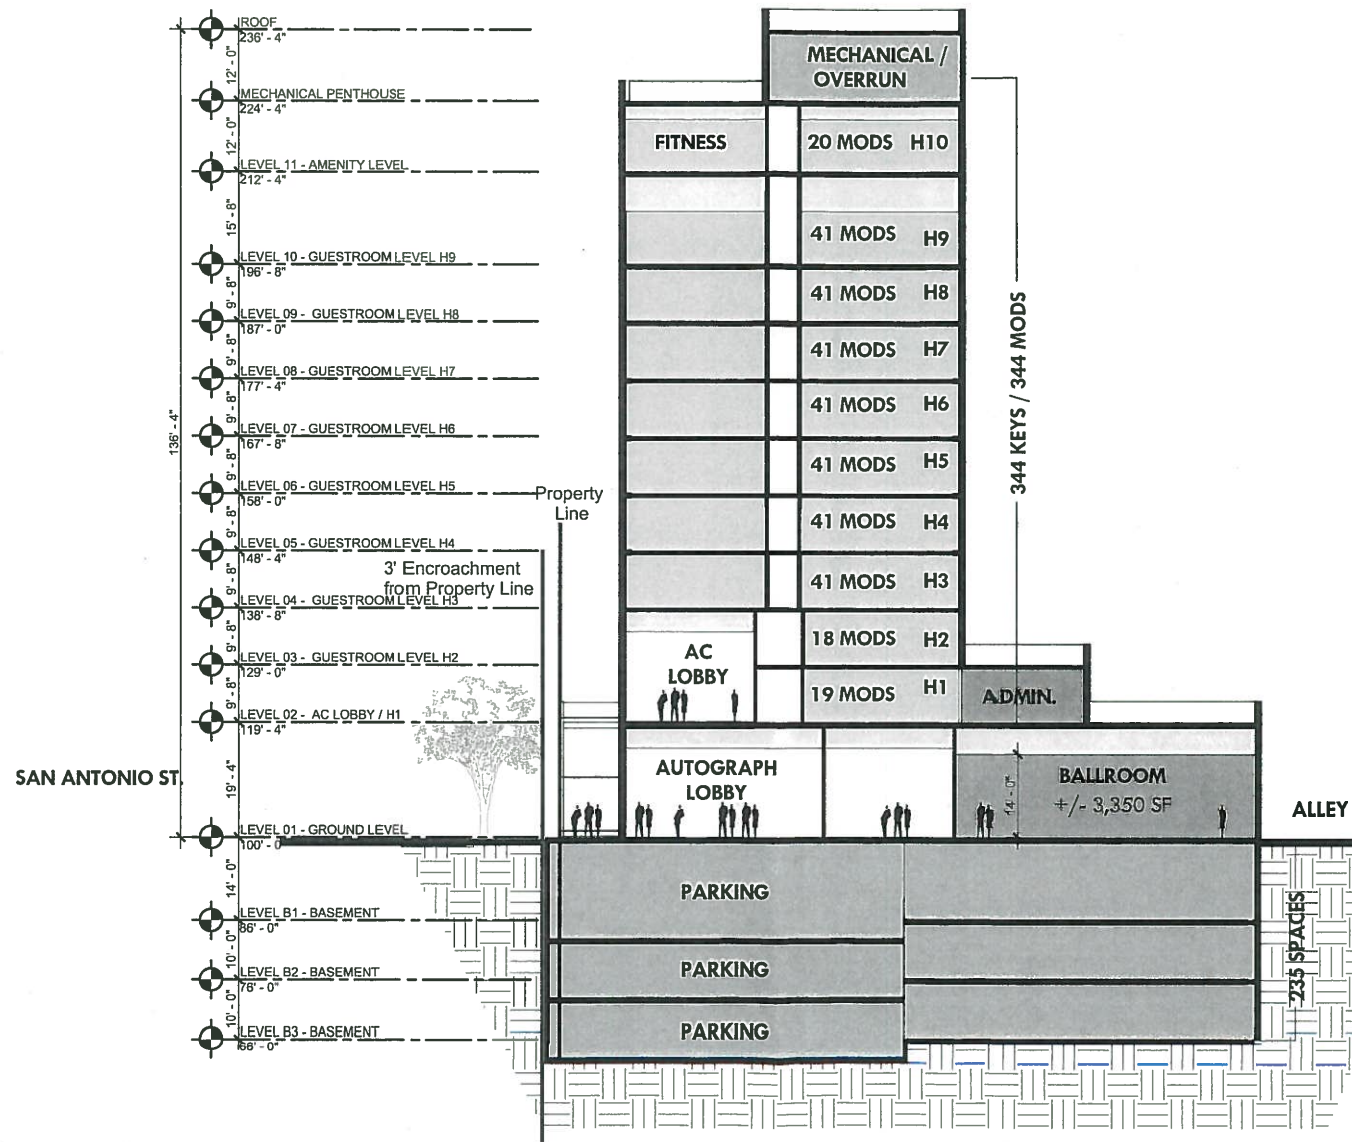 ROOF
236' - 4"
12' - 0"
MECHANICAL PENTHOUSE
224' - 4"
12' - 0"
LEVEL 11 - AMENITY LEVEL
212' - 4"
15' - 8"
LEVEL 10 - GUESTROOM LEVEL H9
196' - 8"
9' - 8"
LEVEL 09 - GUESTROOM LEVEL H8
187' - 0"
9' - 8"
LEVEL 08 - GUESTROOM LEVEL H7
177' - 4"
9' - 8"
LEVEL 07 - GUESTROOM LEVEL H6
167' - 8"
9' - 8"
LEVEL 06 - GUESTROOM LEVEL H5
158' - 0"
9' - 8"
LEVEL 05 - GUESTROOM LEVEL H4
148' - 4"
9' - 8"
LEVEL 04 - GUESTROOM LEVEL H3
138' - 8"
9' - 8"
LEVEL 03 - GUESTROOM LEVEL H2
129' - 0"
9' - 8"
LEVEL 02 - AC LOBBY / H1
119' - 4"
19' - 4"
LEVEL 01 - GROUND LEVEL
100' - 0"
14' - 0"
LEVEL B1 - BASEMENT
86' - 0"
10' - 0"
LEVEL B2 - BASEMENT
76' - 0"
10' - 0"
LEVEL B3 - BASEMENT
66' - 0"
136' - 4"
SAN ANTONIO ST.
Property
Line
3' Encroachment
from Property Line
MECHANICAL /
OVERRUN
FITNESS
20 MODS H10
41 MODS H9
41 MODS H8
41 MODS H7
41 MODS H6
41 MODS H5
41 MODS H4
41 MODS H3
18 MODS H2
19 MODS H1
AC
LOBBY
ADMIN.
344 KEYS / 344 MODS
AUTOGRAPH
LOBBY
14' - 0"
BALLROOM
+/- 3,350 SF
ALLEY
PARKING
PARKING
PARKING
235 SPACES